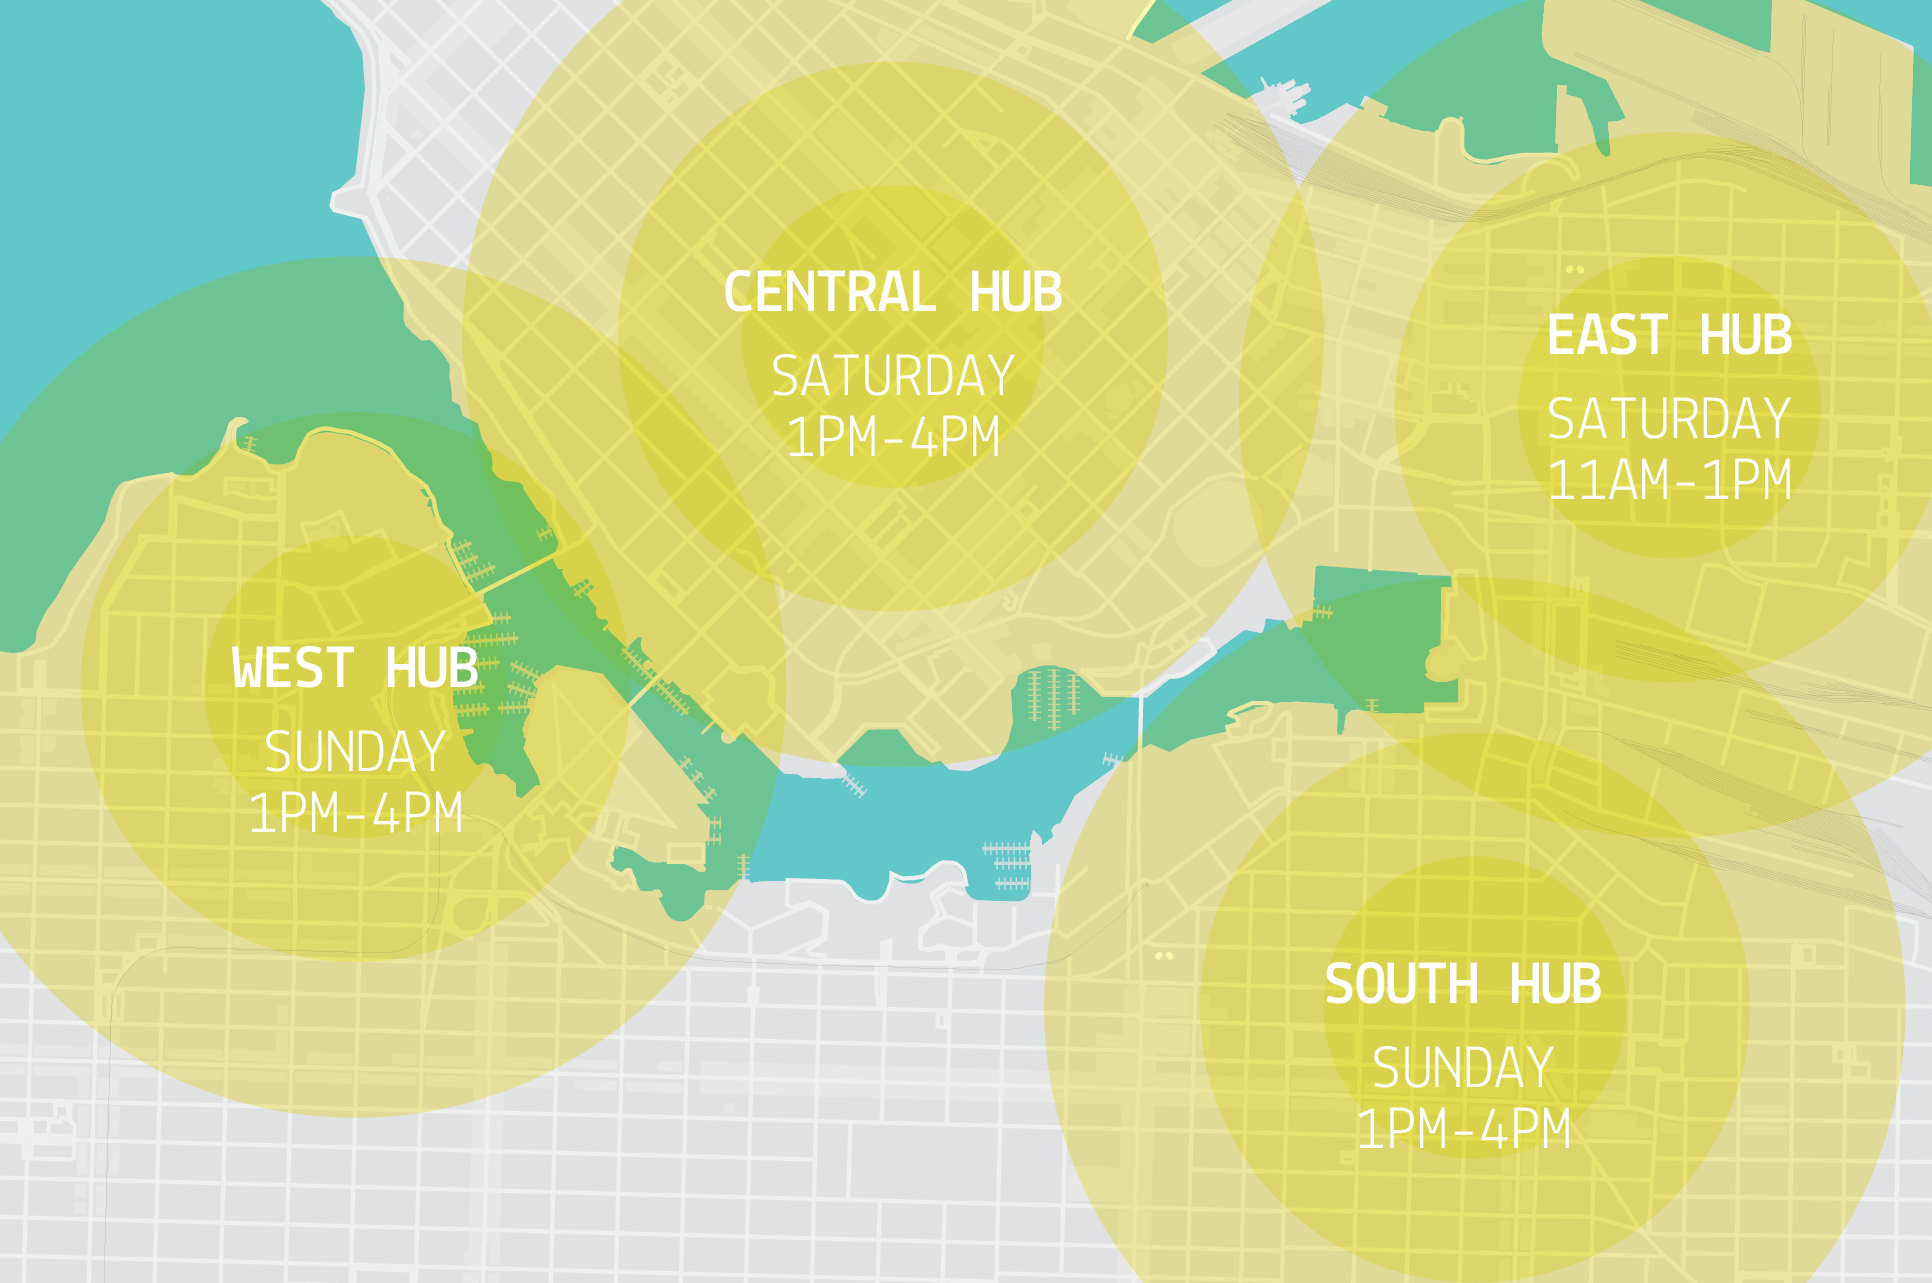 CENTRAL HUB
SATURDAY
1PM-4PM
EAST HUB
SATURDAY
11AM-1PM
WEST HUB
SUNDAY
1PM-4PM
SOUTH HUB
SUNDAY
1PM-4PM